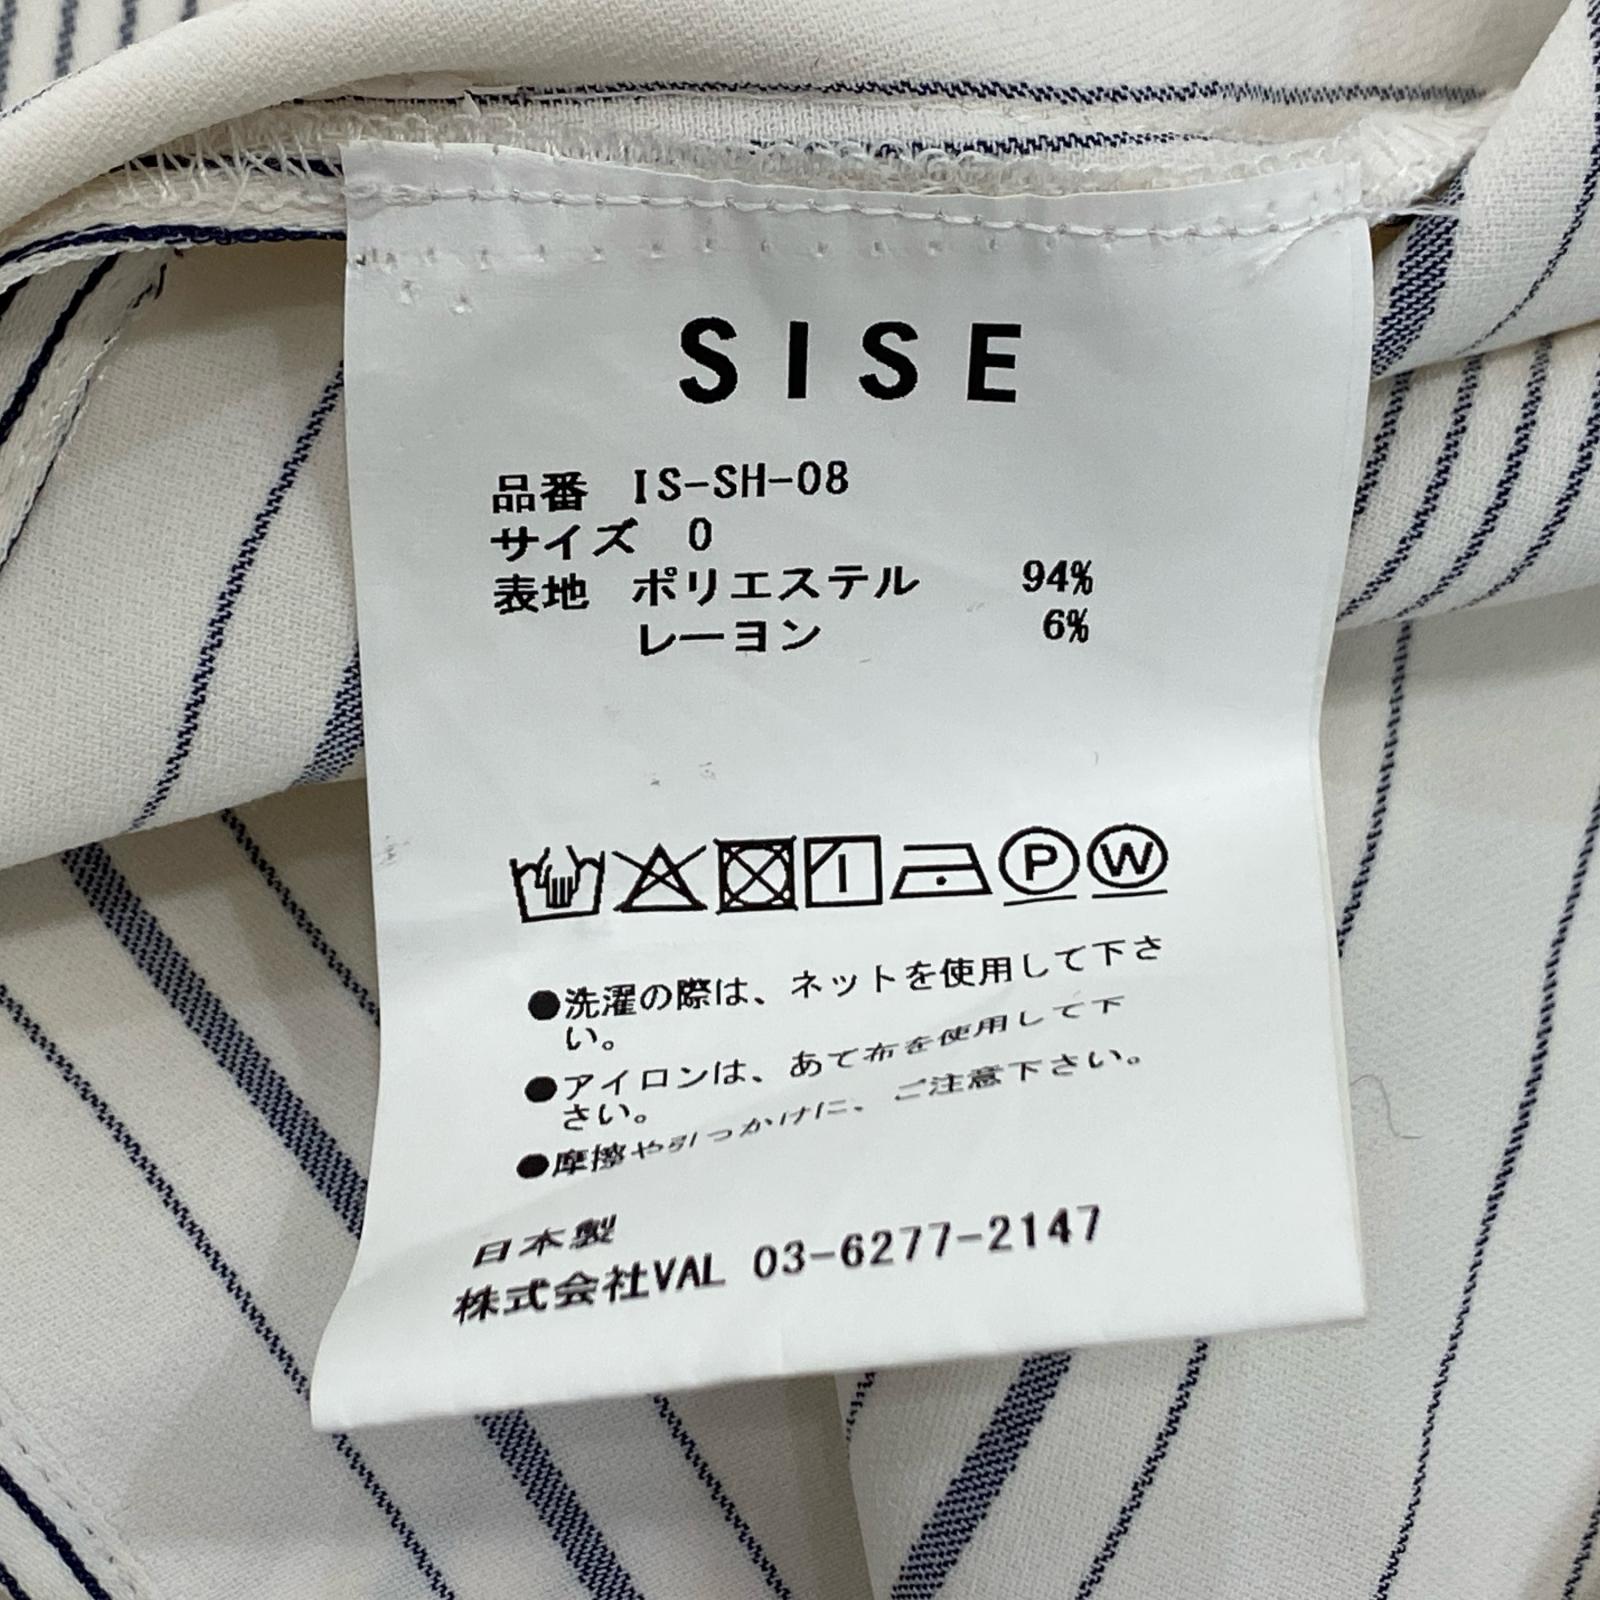 SISE
品番 IS-SH-08
サイズ 0
表地 ポリエステル 94%
レーヨン 6%
P W
●洗濯の際は、ネットを使用して下さ
い。
●アイロンは、あて布を使用して下
さい。
●摩擦や引っかけに、ご注意下さい。
日本製
株式会社VAL 03-6277-2147